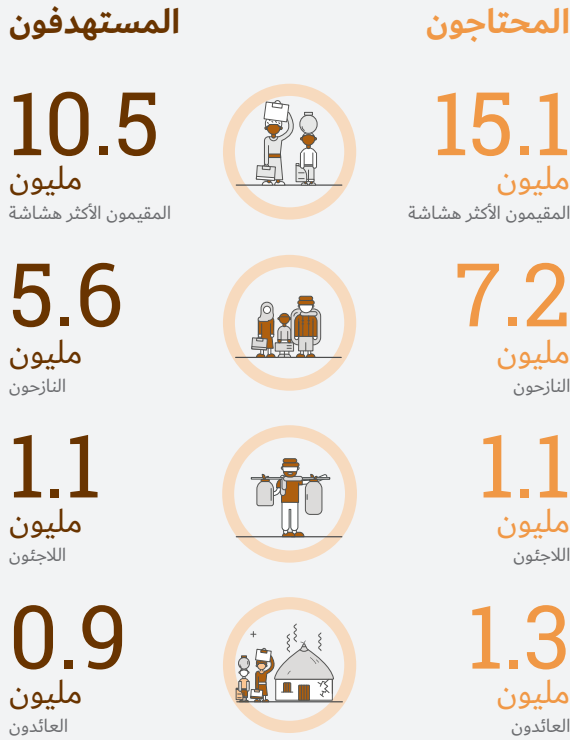 المحتاجون
المستهدفون
15.1
مليون
المقيمون الأكثر هشاشة
10.5
مليون
المقيمون الأكثر هشاشة
7.2
مليون
النازحون
5.6
مليون
النازحون
1.1
مليون
اللاجئون
1.1
مليون
اللاجئون
1.3
مليون
العائدون
0.9
مليون
العائدون